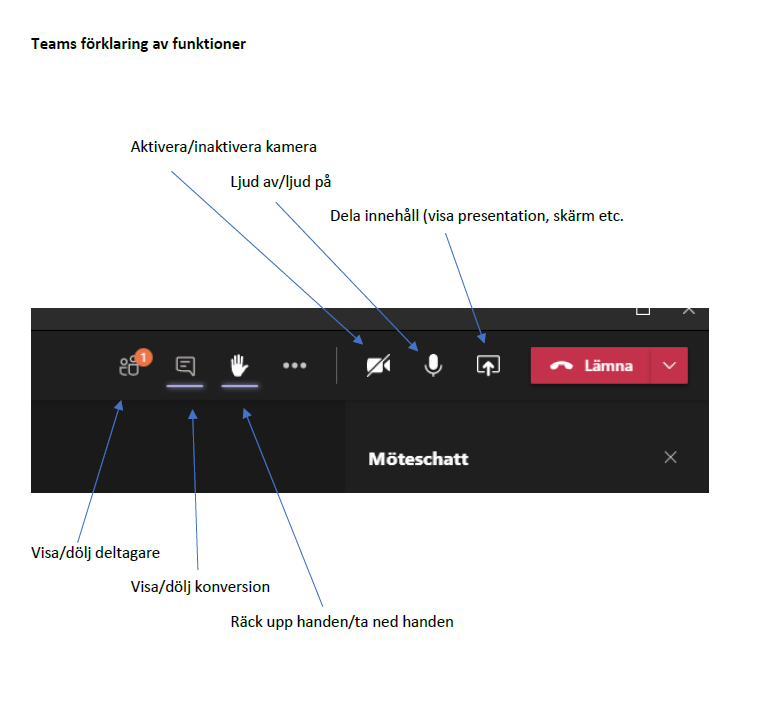 Teams förklaring av funktioner
Aktivera/inaktivera kamera
Ljud av/ljud på
Dela innehåll (visa presentation, skärm etc.
1
Lämna
Möteschatt
Visa/dölj deltagare
Visa/dölj konversion
Räck upp handen/ta ned handen